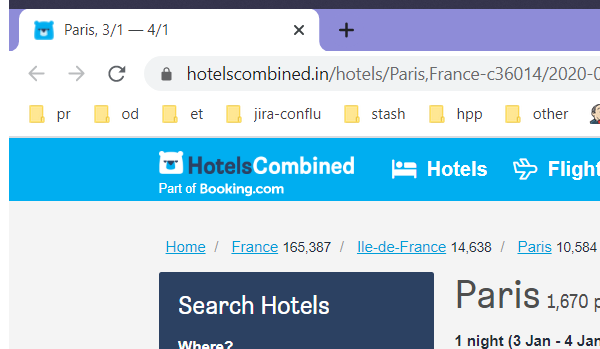 Paris, 3/1 — 4/1
hotelscombined.in/hotels/Paris,France-c36014/2020-0
pr od et jira-conflu stash hpp other
HotelsCombined Hotels Flight
Part of Booking.com
Home / France 165,387 / Ile-de-France 14,638 / Paris 10,584
Search Hotels Paris 1,670 p
Where? 1 night (3 Jan - 4 Jan